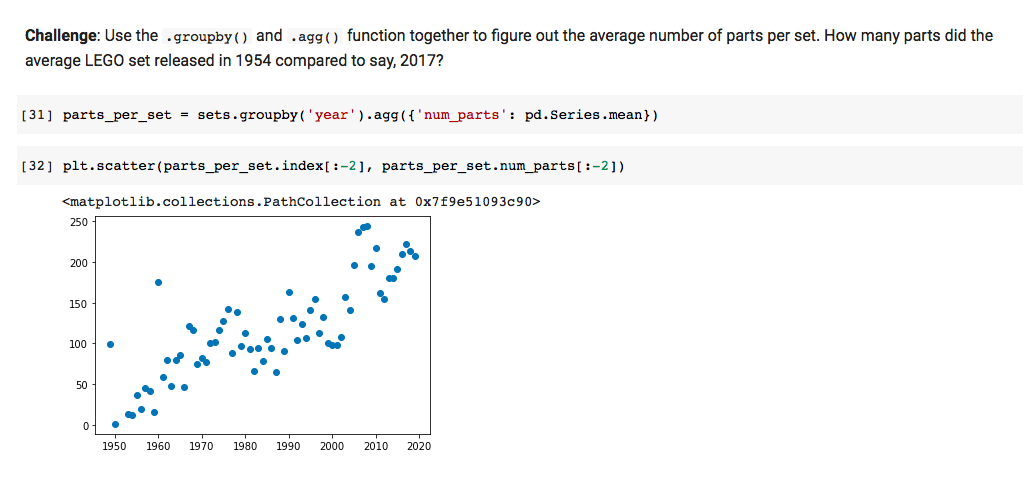 Challenge: Use the .groupby() and .agg() function together to figure out the average number of parts per set. How many parts did the
average LEGO set released in 1954 compared to say, 2017?
[31] parts_per_set = sets.groupby('year').agg({'num_parts': pd.Series.mean})
[32] plt.scatter(parts_per_set.index[:-2], parts_per_set.num_parts[:-2])
<matplotlib.collections.PathCollection at 0x7f9e51093c90>
250
200
150
100
50
0
1950 1960 1970 1980 1990 2000 2010 2020